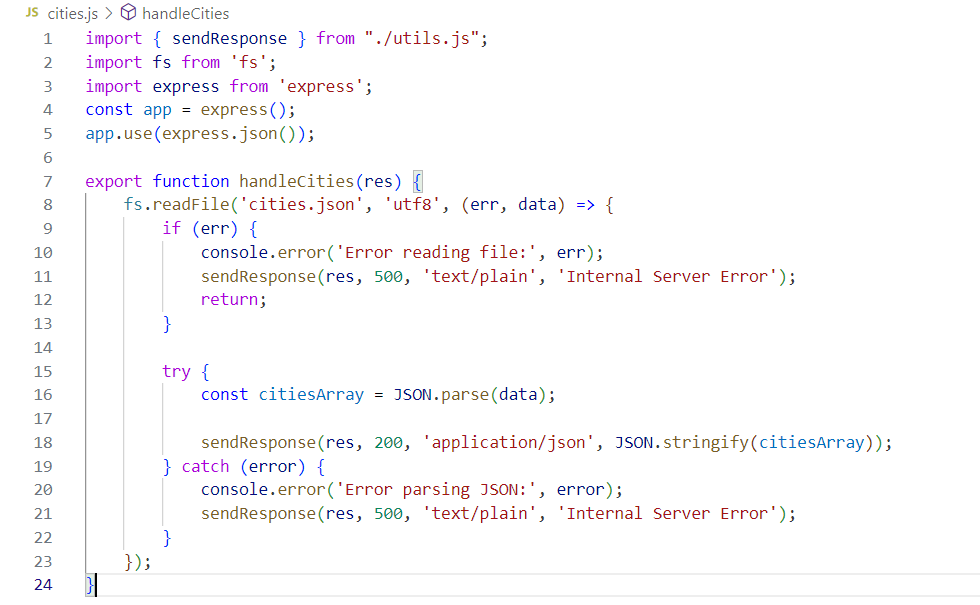 JS cities.js > handleCities
1 import { sendResponse } from "./utils.js";
2 import fs from 'fs';
3 import express from 'express';
4 const app = express();
5 app.use(express.json());
6
7 export function handleCities(res) {
8     fs.readFile('cities.json', 'utf8', (err, data) => {
9         if (err) {
10             console.error('Error reading file:', err);
11             sendResponse(res, 500, 'text/plain', 'Internal Server Error');
12             return;
13         }
14
15         try {
16             const citiesArray = JSON.parse(data);
17
18             sendResponse(res, 200, 'application/json', JSON.stringify(citiesArray));
19         } catch (error) {
20             console.error('Error parsing JSON:', error);
21             sendResponse(res, 500, 'text/plain', 'Internal Server Error');
22         }
23     });
24 }